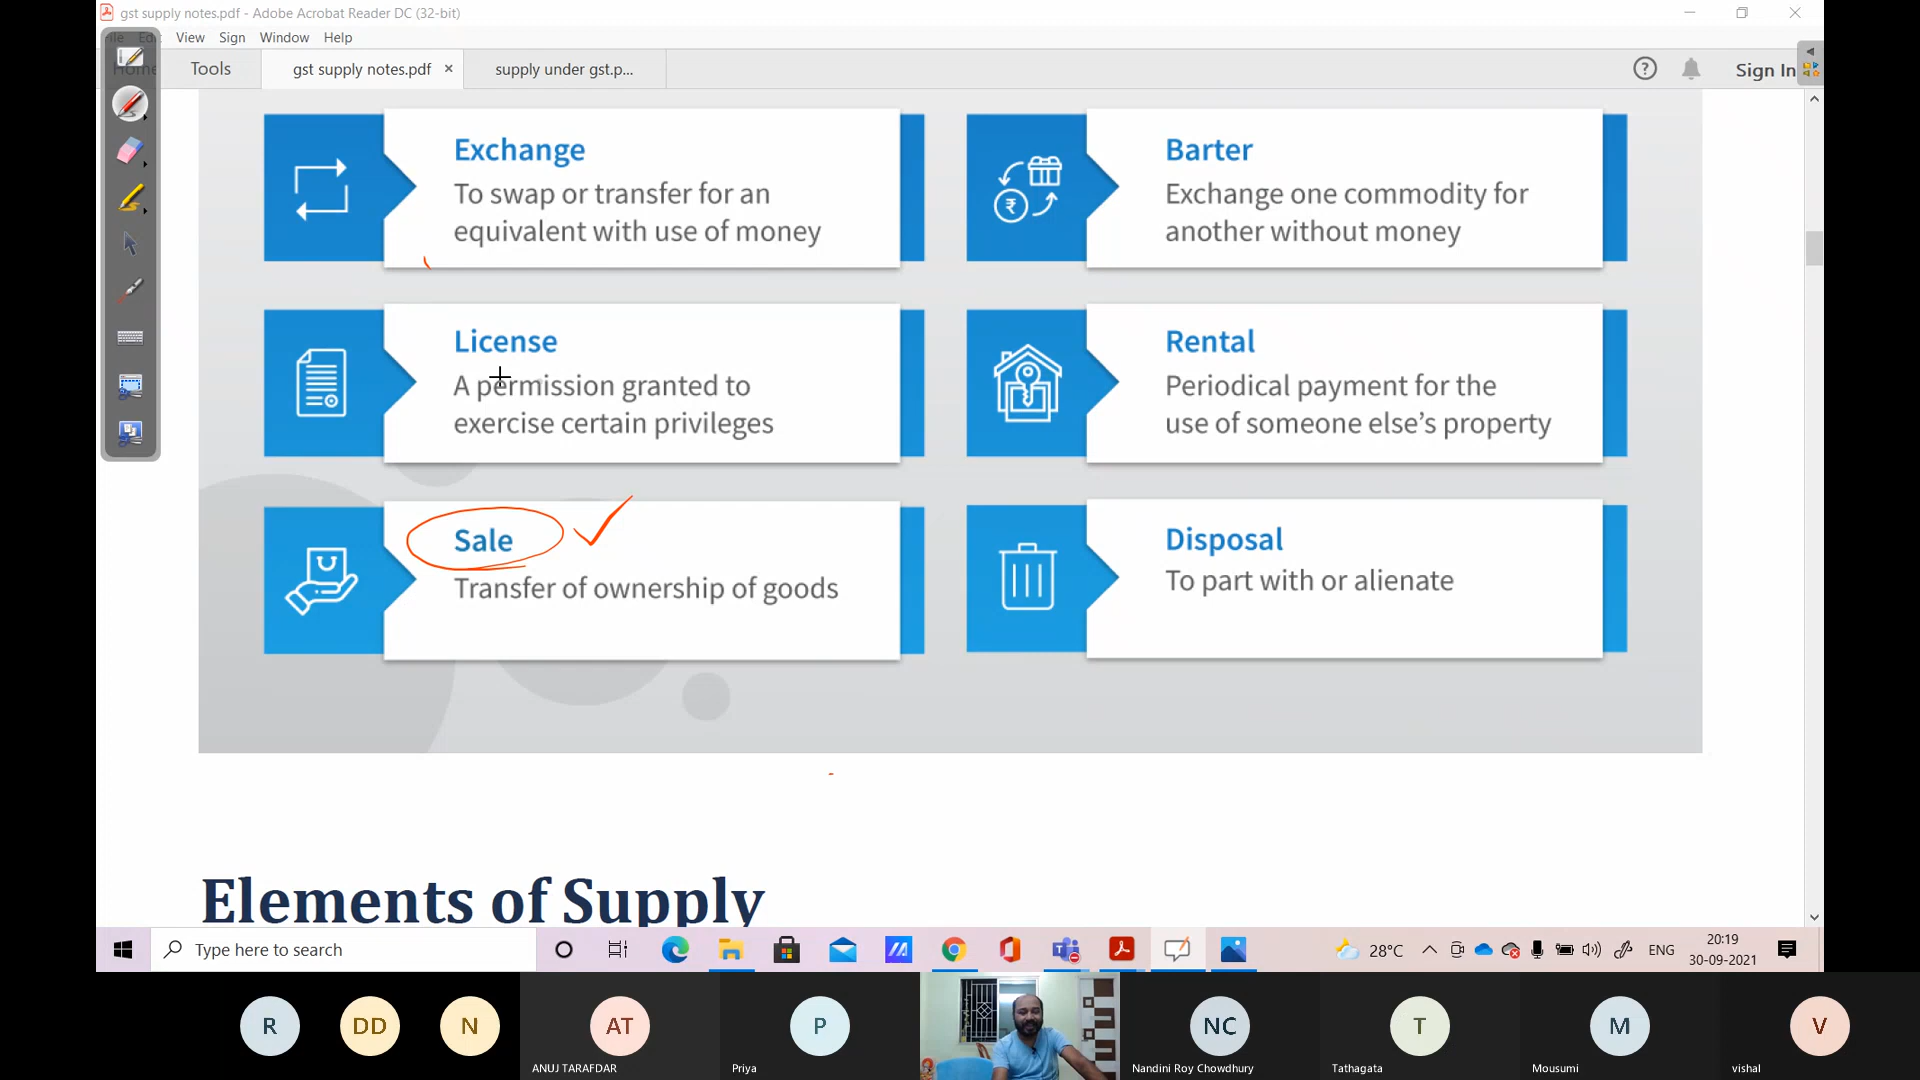 gst supply notes.pdf - Adobe Acrobat Reader DC (32-bit)
View Sign Window Help
Home Tools gst supply notes.pdf × supply under gst.p... Sign In
Exchange
To swap or transfer for an
equivalent with use of money
Barter
Exchange one commodity for
another without money
License
A permission granted to
exercise certain privileges
Rental
Periodical payment for the
use of someone else's property
Sale
Transfer of ownership of goods
Disposal
To part with or alienate
Elements of Supply
Type here to search
28°C
ENG
20:19
30-09-2021
R DD N AT P NC T M V
ANUJ TARAFDAR Priya Nandini Roy Chowdhury Tathagata Mousumi vishal